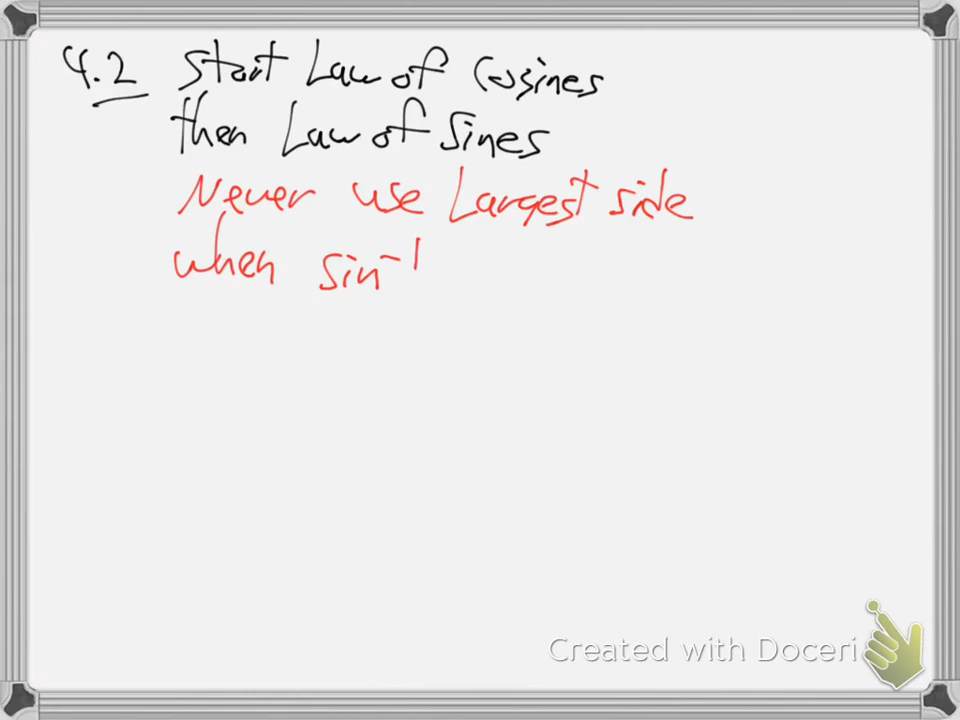 4.2 Start Law of Cosines
then Law of Sines
Never use Largest side
when sin⁻¹
Created with Doceri